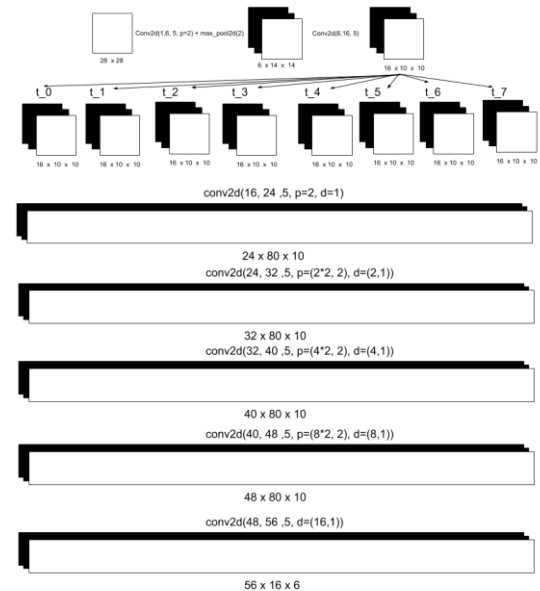 Conv2d(1,6, 5, p=2) + max_pool2d(2)
Conv2d(6,16, 5)
28 x 28
6 x 14 x 14
16 x 10 x 10
t_0 t_1 t_2 t_3 t_4 t_5 t_6 t_7
16 x 10 x 10 16 x 10 x 10 16 x 10 x 10 16 x 10 x 10 16 x 10 x 10 16 x 10 x 10 16 x 10 x 10 16 x 10 x 10
conv2d(16, 24 ,5, p=2, d=1)
24 x 80 x 10
conv2d(24, 32 ,5, p=(2*2, 2), d=(2,1))
32 x 80 x 10
conv2d(32, 40 ,5, p=(4*2, 2), d=(4,1))
40 x 80 x 10
conv2d(40, 48 ,5, p=(8*2, 2), d=(8,1))
48 x 80 x 10
conv2d(48, 56 ,5, d=(16,1))
56 x 16 x 6